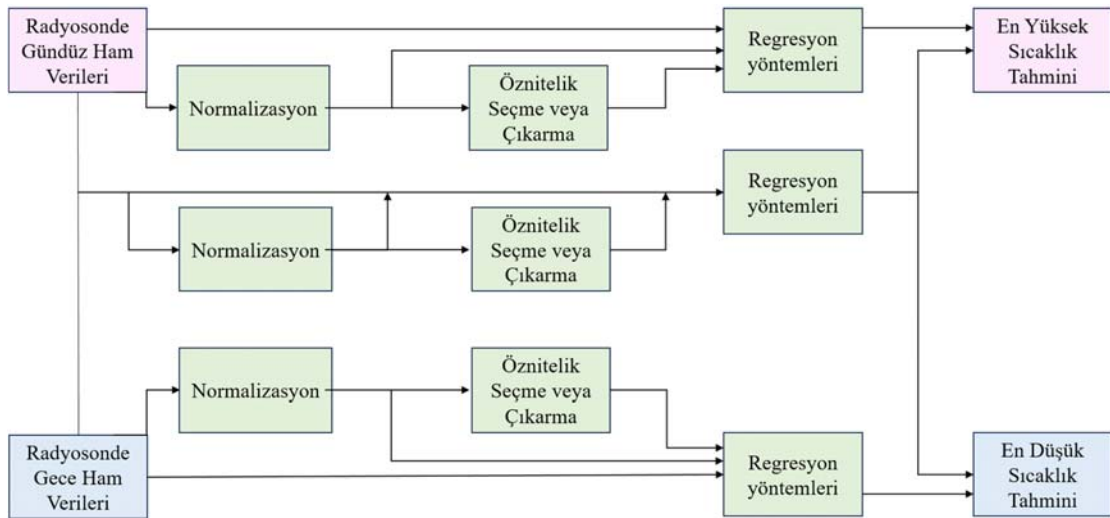 Radyosonde
Gündüz Ham
Verileri
Normalizasyon
Öznitelik
Seçme veya
Çıkarma
Regresyon
yöntemleri
En Yüksek
Sıcaklık
Tahmini
Normalizasyon
Öznitelik
Seçme veya
Çıkarma
Regresyon
yöntemleri
Normalizasyon
Öznitelik
Seçme veya
Çıkarma
Radyosonde
Gece Ham
Verileri
Regresyon
yöntemleri
En Düşük
Sıcaklık
Tahmini